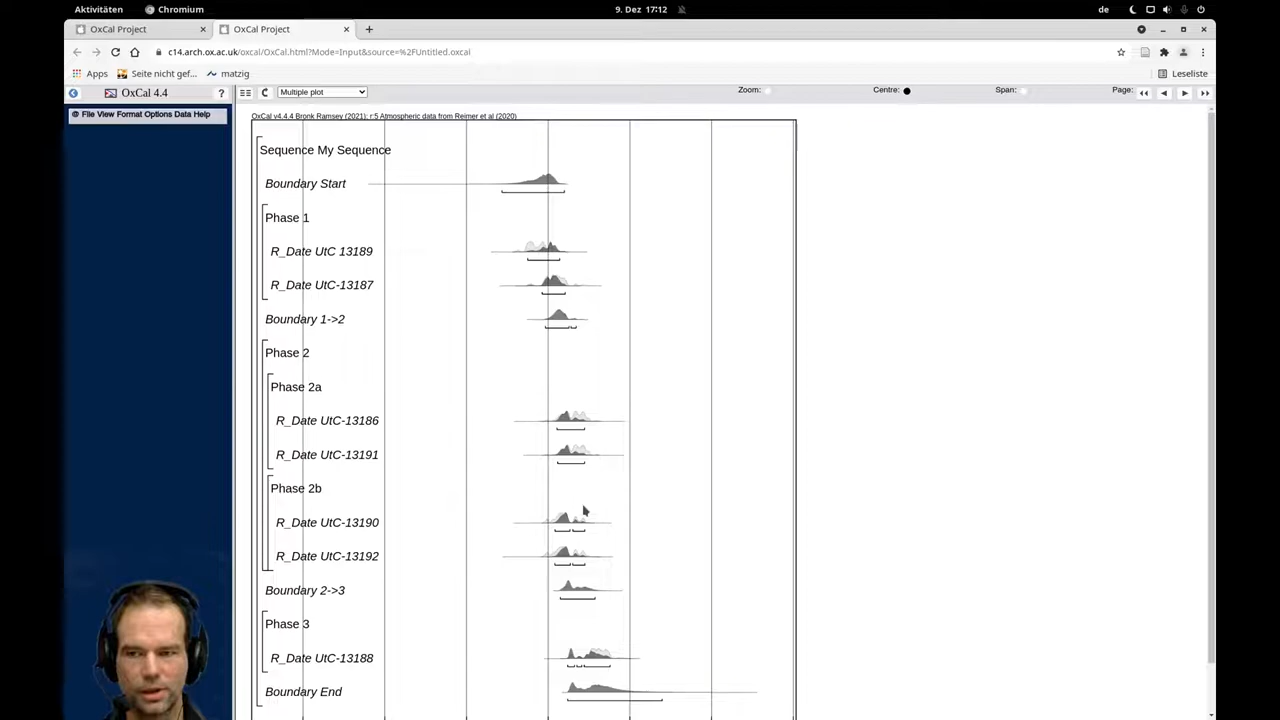 Aktivitäten
Chromium
9. Dez 17:12
de
OxCal Project
OxCal Project
c14.arch.ox.ac.uk/oxcal/OxCal.html?Mode=Input&source=%2FUntitled.oxcal
Apps
Seite nicht gef...
matzig
Leseliste
OxCal 4.4
?
Multiple plot
Zoom:
Centre:
Span:
Page:
@ File View Format Options Data Help
OxCal v4.4.4 Bronk Ramsey (2021); r:5 Atmospheric data from Reimer et al (2020)
Sequence My Sequence
Boundary Start
Phase 1
R_Date UtC 13189
R_Date UtC-13187
Boundary 1->2
Phase 2
Phase 2a
R_Date UtC-13186
R_Date UtC-13191
Phase 2b
R_Date UtC-13190
R_Date UtC-13192
Boundary 2->3
Phase 3
R_Date UtC-13188
Boundary End